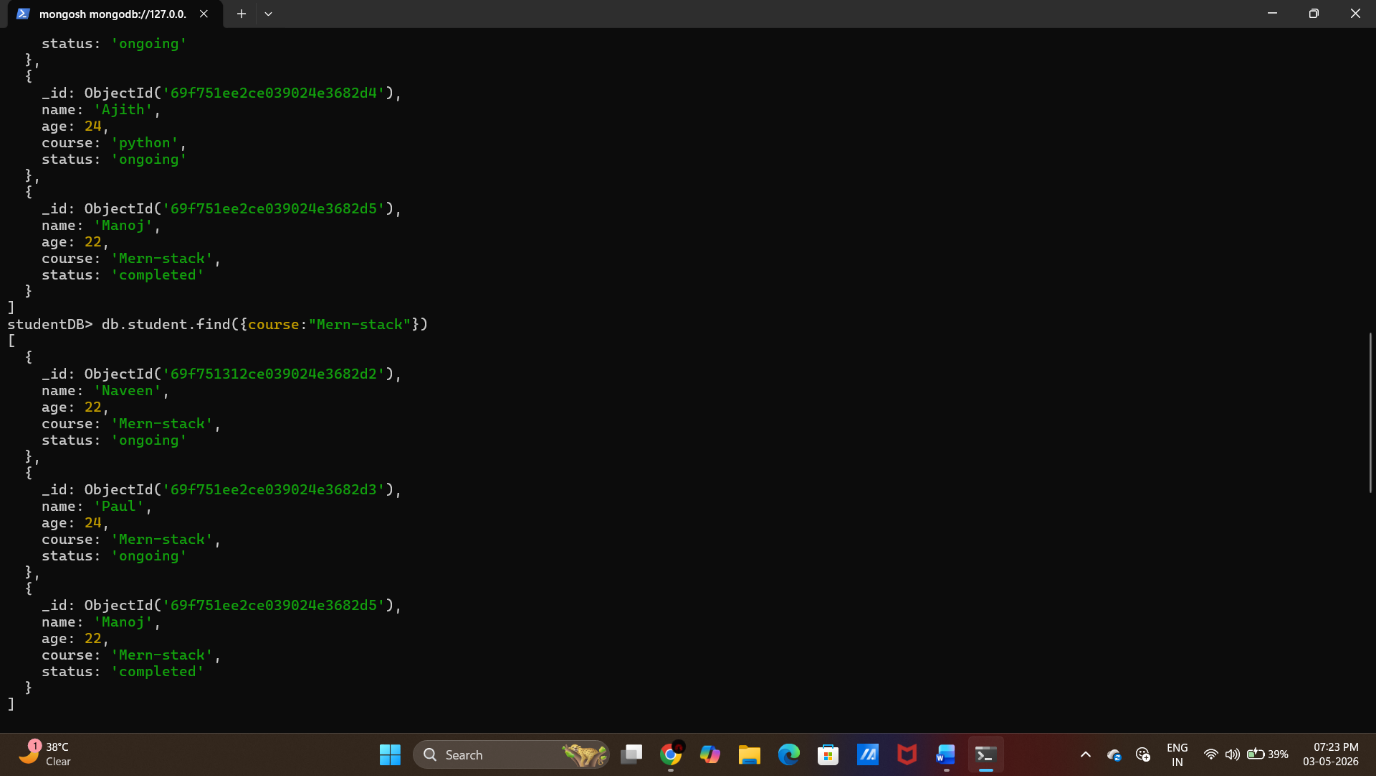 mongosh mongodb://127.0.0.
status: 'ongoing'
},
{
_id: ObjectId('69f751ee2ce039024e3682d4'),
name: 'Ajith',
age: 24,
course: 'python',
status: 'ongoing'
},
{
_id: ObjectId('69f751ee2ce039024e3682d5'),
name: 'Manoj',
age: 22,
course: 'Mern-stack',
status: 'completed'
}
]
studentDB> db.student.find({course:"Mern-stack"})
[
{
_id: ObjectId('69f751312ce039024e3682d2'),
name: 'Naveen',
age: 22,
course: 'Mern-stack',
status: 'ongoing'
},
{
_id: ObjectId('69f751ee2ce039024e3682d3'),
name: 'Paul',
age: 24,
course: 'Mern-stack',
status: 'ongoing'
},
{
_id: ObjectId('69f751ee2ce039024e3682d5'),
name: 'Manoj',
age: 22,
course: 'Mern-stack',
status: 'completed'
}
]
1
38°C
Clear
Search
ENG
IN
39%
07:23 PM
03-05-2026